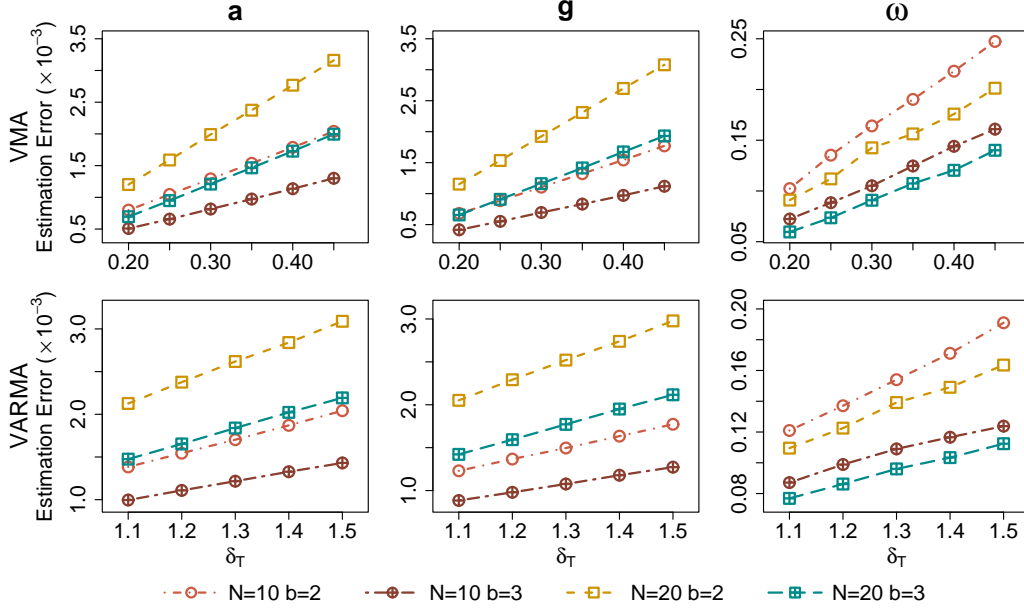 a g ω
VMA
Estimation Error (×10⁻³)
0.5 1.5 2.5 3.5
0.20 0.30 0.40
0.5 1.5 2.5 3.5
0.20 0.30 0.40
0.05 0.15 0.25
0.20 0.30 0.40
VARMA
Estimation Error (×10⁻³)
1.0 2.0 3.0
1.1 1.2 1.3 1.4 1.5
δT
1.0 2.0 3.0
1.1 1.2 1.3 1.4 1.5
δT
0.08 0.12 0.16 0.20
1.1 1.2 1.3 1.4 1.5
δT
N=10 b=2 N=10 b=3 N=20 b=2 N=20 b=3